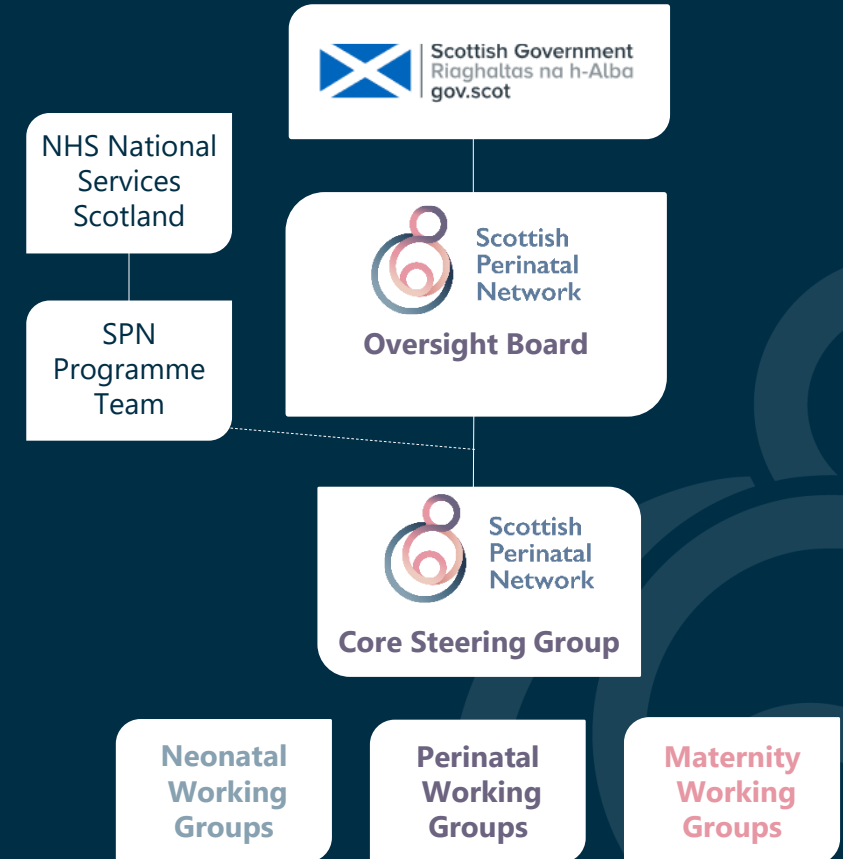 Scottish Government
Riaghaltas na h-Alba
gov.scot
NHS National
Services
Scotland
Scottish
Perinatal
Network
Oversight Board
SPN
Programme
Team
Scottish
Perinatal
Network
Core Steering Group
Neonatal
Working
Groups
Perinatal
Working
Groups
Maternity
Working
Groups